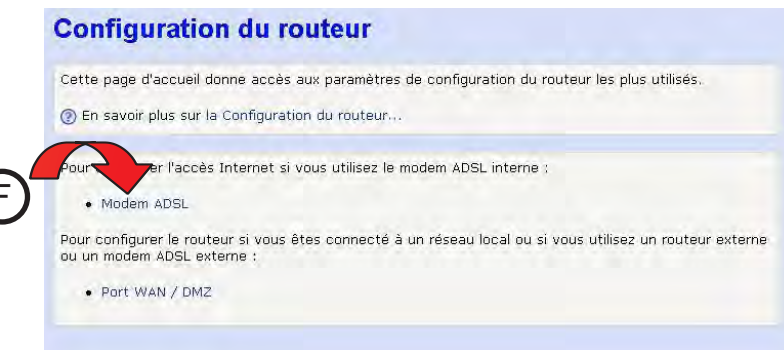 Configuration du routeur
Cette page d'accueil donne accès aux paramètres de configuration du routeur les plus utilisés.
En savoir plus sur la Configuration du routeur...
Pour er l'accès Internet si vous utilisez le modem ADSL interne :
• Modem ADSL
F
Pour configurer le routeur si vous êtes connecté à un réseau local ou si vous utilisez un routeur externe
ou un modem ADSL externe :
• Port WAN / DMZ